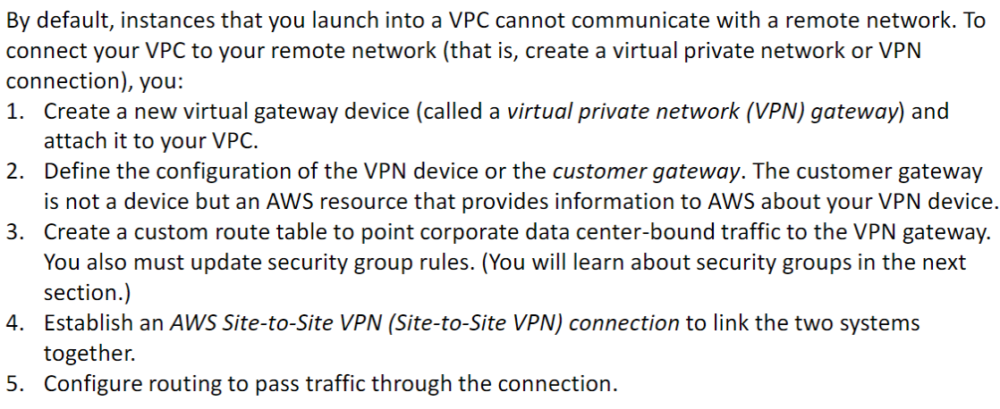 By default, instances that you launch into a VPC cannot communicate with a remote network. To
connect your VPC to your remote network (that is, create a virtual private network or VPN
connection), you:
1. Create a new virtual gateway device (called a virtual private network (VPN) gateway) and
attach it to your VPC.
2. Define the configuration of the VPN device or the customer gateway. The customer gateway
is not a device but an AWS resource that provides information to AWS about your VPN device.
3. Create a custom route table to point corporate data center-bound traffic to the VPN gateway.
You also must update security group rules. (You will learn about security groups in the next
section.)
4. Establish an AWS Site-to-Site VPN (Site-to-Site VPN) connection to link the two systems
together.
5. Configure routing to pass traffic through the connection.